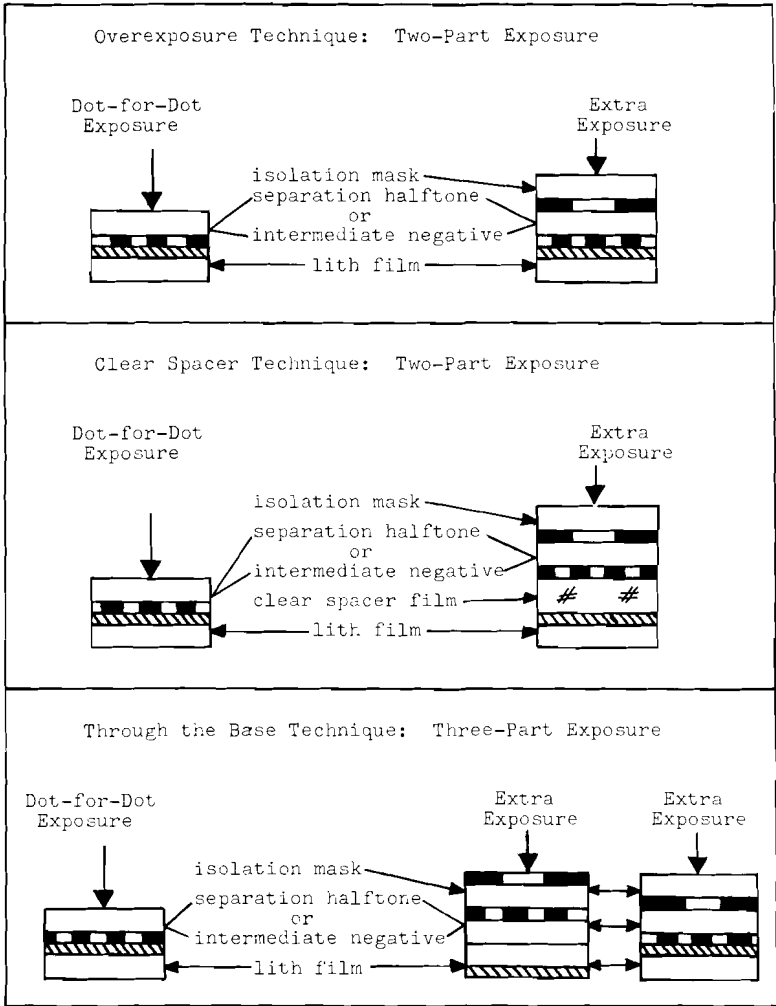 Overexposure Technique: Two-Part Exposure
Dot-for-Dot
Exposure
Extra
Exposure
isolation mask
separation halftone
or
intermediate negative
lith film
Clear Spacer Technique: Two-Part Exposure
Dot-for-Dot
Exposure
Extra
Exposure
isolation mask
separation halftone
or
intermediate negative
clear spacer film
# #
lith film
Through the Base Technique: Three-Part Exposure
Dot-for-Dot
Exposure
Extra
Exposure
Extra
Exposure
isolation mask
separation halftone
or
intermediate negative
lith film